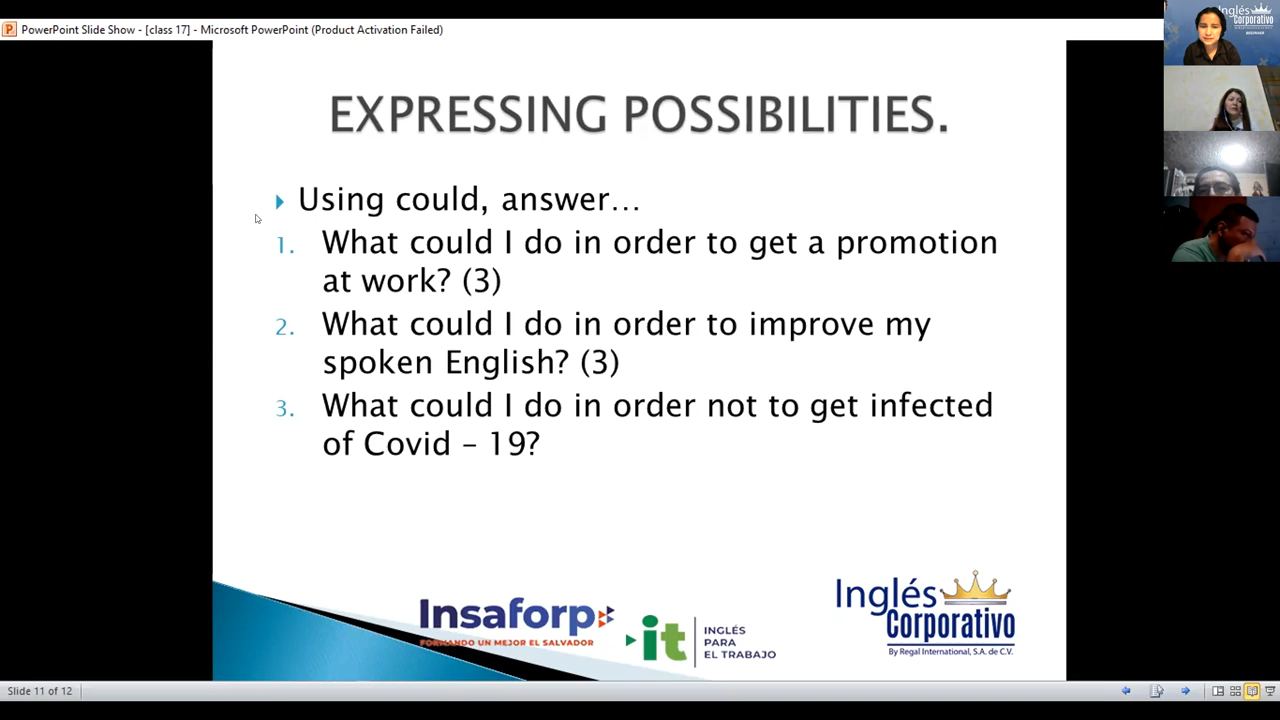 PowerPoint Slide Show - [class 17] - Microsoft PowerPoint (Product Activation Failed)
Inglés
Corporativo
BEGINNER
EXPRESSING POSSIBILITIES.
Using could, answer…
1. What could I do in order to get a promotion
at work? (3)
2. What could I do in order to improve my
spoken English? (3)
3. What could I do in order not to get infected
of Covid – 19?
Insaforp
FORMANDO UN MEJOR EL SALVADOR
it
INGLÉS
PARA
EL TRABAJO
Inglés
Corporativo
By Regal International, S.A. de C.V.
Slide 11 of 12